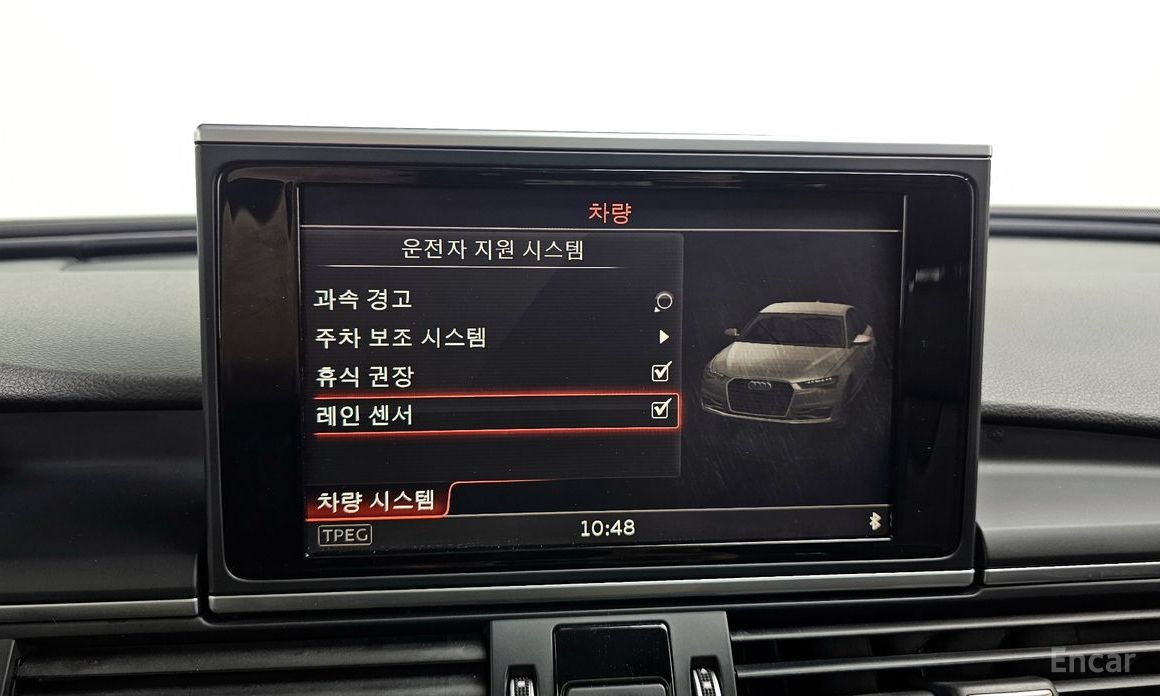 차량
운전자 지원 시스템
과속 경고
주차 보조 시스템
휴식 권장
레인 센서
차량 시스템
TPEG
10:48
Encar